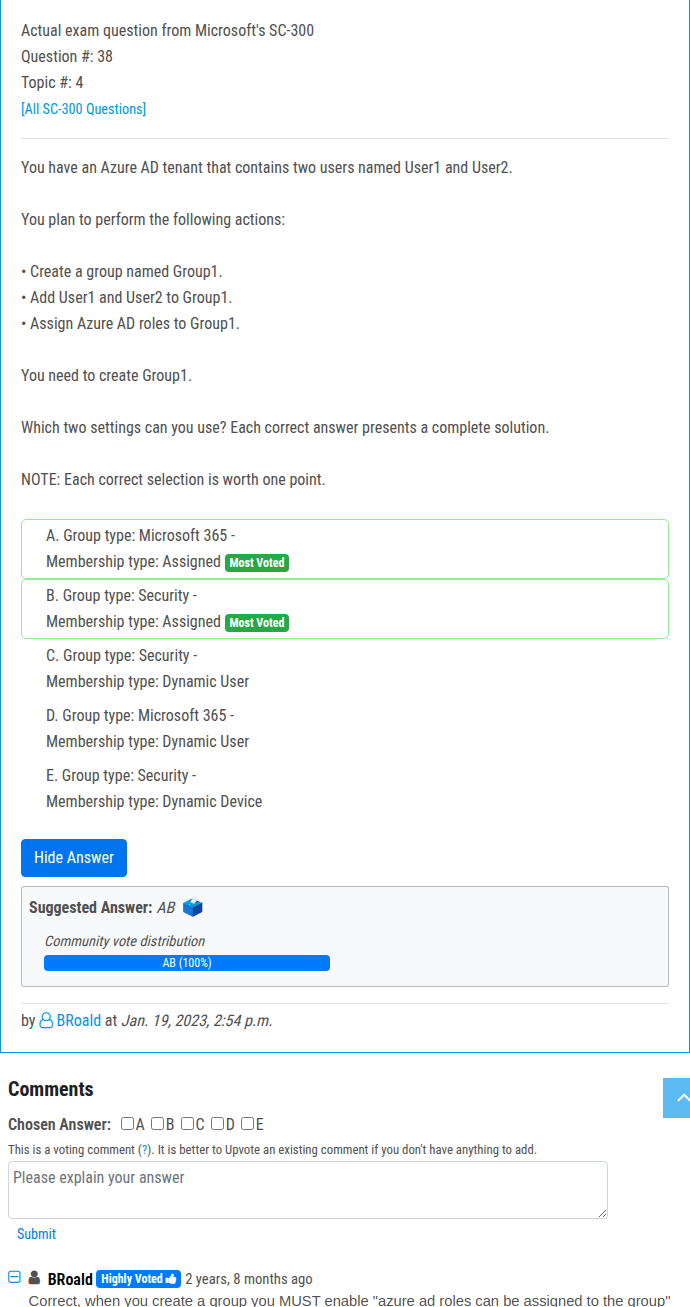 Actual exam question from Microsoft's SC-300
Question #: 38
Topic #: 4
[All SC-300 Questions]
You have an Azure AD tenant that contains two users named User1 and User2.
You plan to perform the following actions:
• Create a group named Group1.
• Add User1 and User2 to Group1.
• Assign Azure AD roles to Group1.
You need to create Group1.
Which two settings can you use? Each correct answer presents a complete solution.
NOTE: Each correct selection is worth one point.
A. Group type: Microsoft 365 -
Membership type: Assigned Most Voted
B. Group type: Security -
Membership type: Assigned Most Voted
C. Group type: Security -
Membership type: Dynamic User
D. Group type: Microsoft 365 -
Membership type: Dynamic User
E. Group type: Security -
Membership type: Dynamic Device
Hide Answer
Suggested Answer: AB
Community vote distribution
AB (100%)
by BRoald at Jan. 19, 2023, 2:54 p.m.
Comments
Chosen Answer: A B C D E
This is a voting comment (?). It is better to Upvote an existing comment if you don't have anything to add.
Please explain your answer
Submit
BRoald Highly Voted 2 years, 8 months ago
Correct, when you create a group you MUST enable "azure ad roles can be assigned to the group"